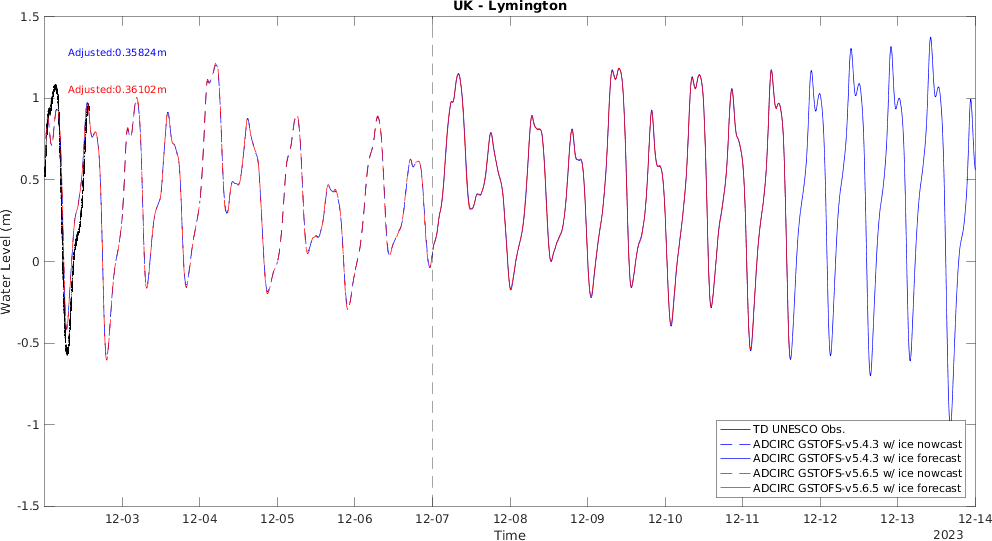 UK - Lymington
1.5
1
0.5
0
-0.5
-1
-1.5
Water Level (m)
Adjusted:0.35824m
Adjusted:0.36102m
TD UNESCO Obs.
ADCIRC GSTOFS-v5.4.3 w/ ice nowcast
ADCIRC GSTOFS-v5.4.3 w/ ice forecast
ADCIRC GSTOFS-v5.6.5 w/ ice nowcast
ADCIRC GSTOFS-v5.6.5 w/ ice forecast
12-03 12-04 12-05 12-06 12-07 12-08 12-09 12-10 12-11 12-12 12-13 12-14
Time
2023